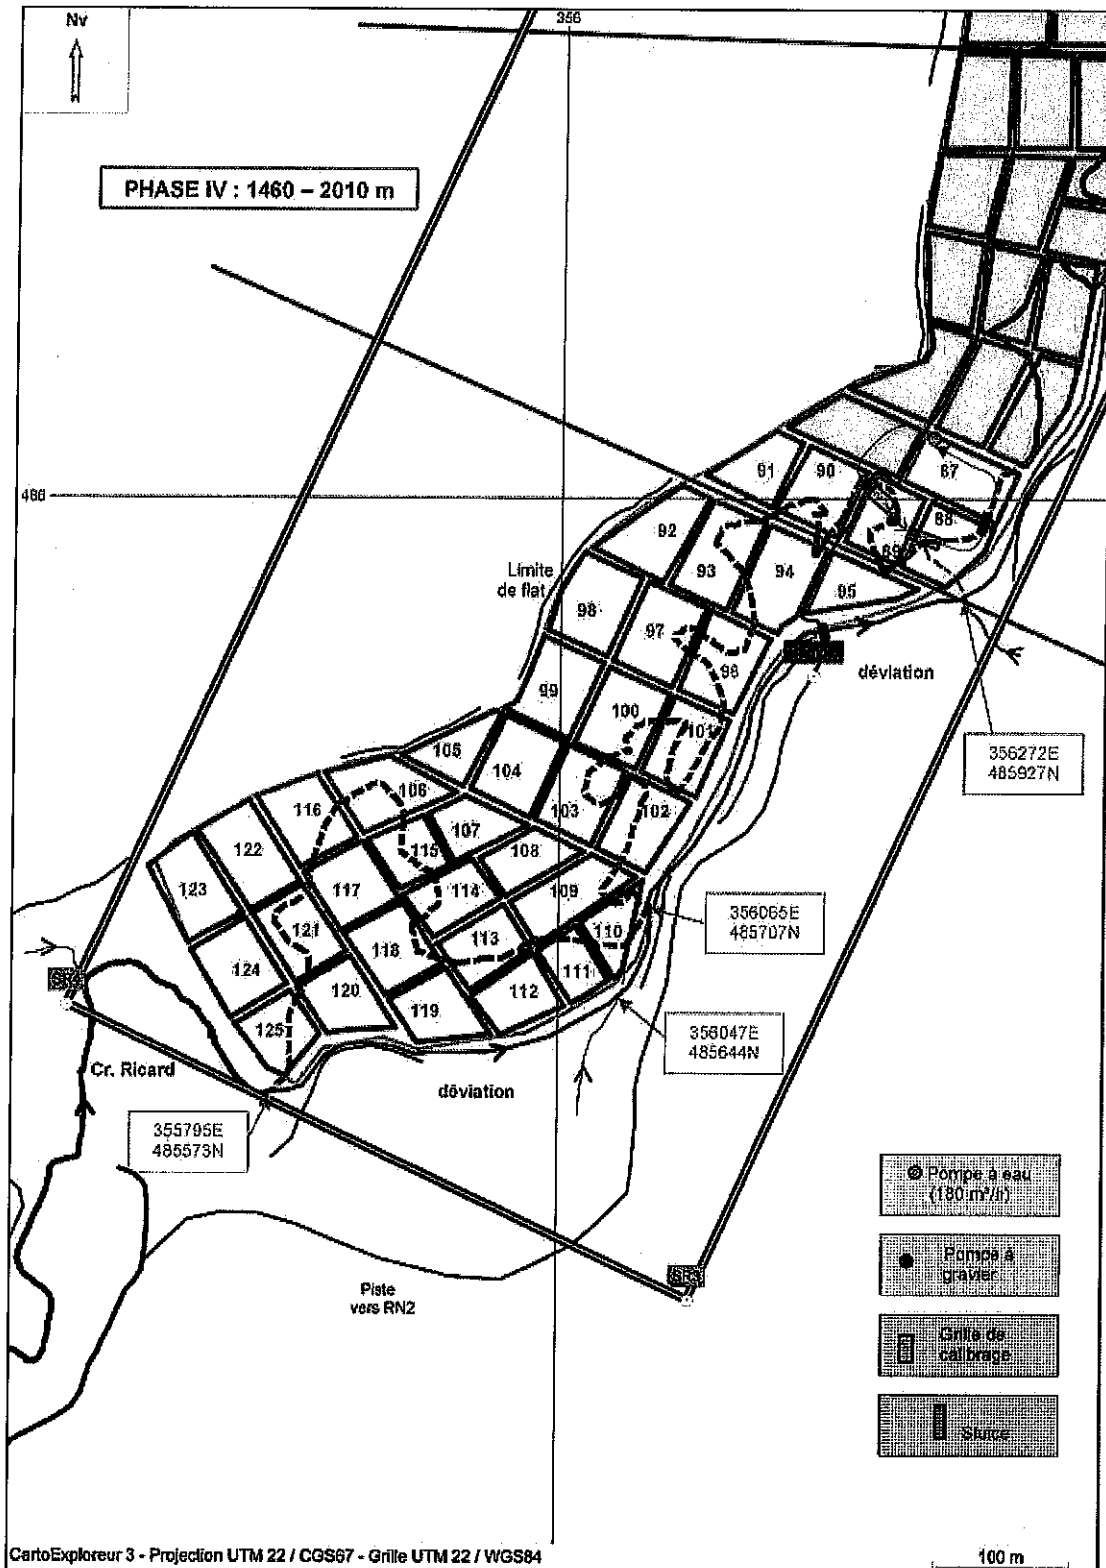 Nv
356
PHASE IV : 1460 – 2010 m
486
87
91
90
88
89
92
93
94
95
Limite
de flat
98
97
96
déviation
99
100
101
356272E
485927N
105
104
103
102
106
116
107
115
108
122
123
117
114
109
356065E
485707N
121
118
113
110
124
111
120
119
112
125
SR4
356047E
485644N
Cr. Ricard
déviation
355795E
485573N
Pompe à eau
(180 m³/h)
Pompe à
gravier
SR3
Piste
vers RN2
Grille de
calibrage
Sluice
CartoExploreur 3 - Projection UTM 22 / CGS67 - Grille UTM 22 / WGS84
100 m